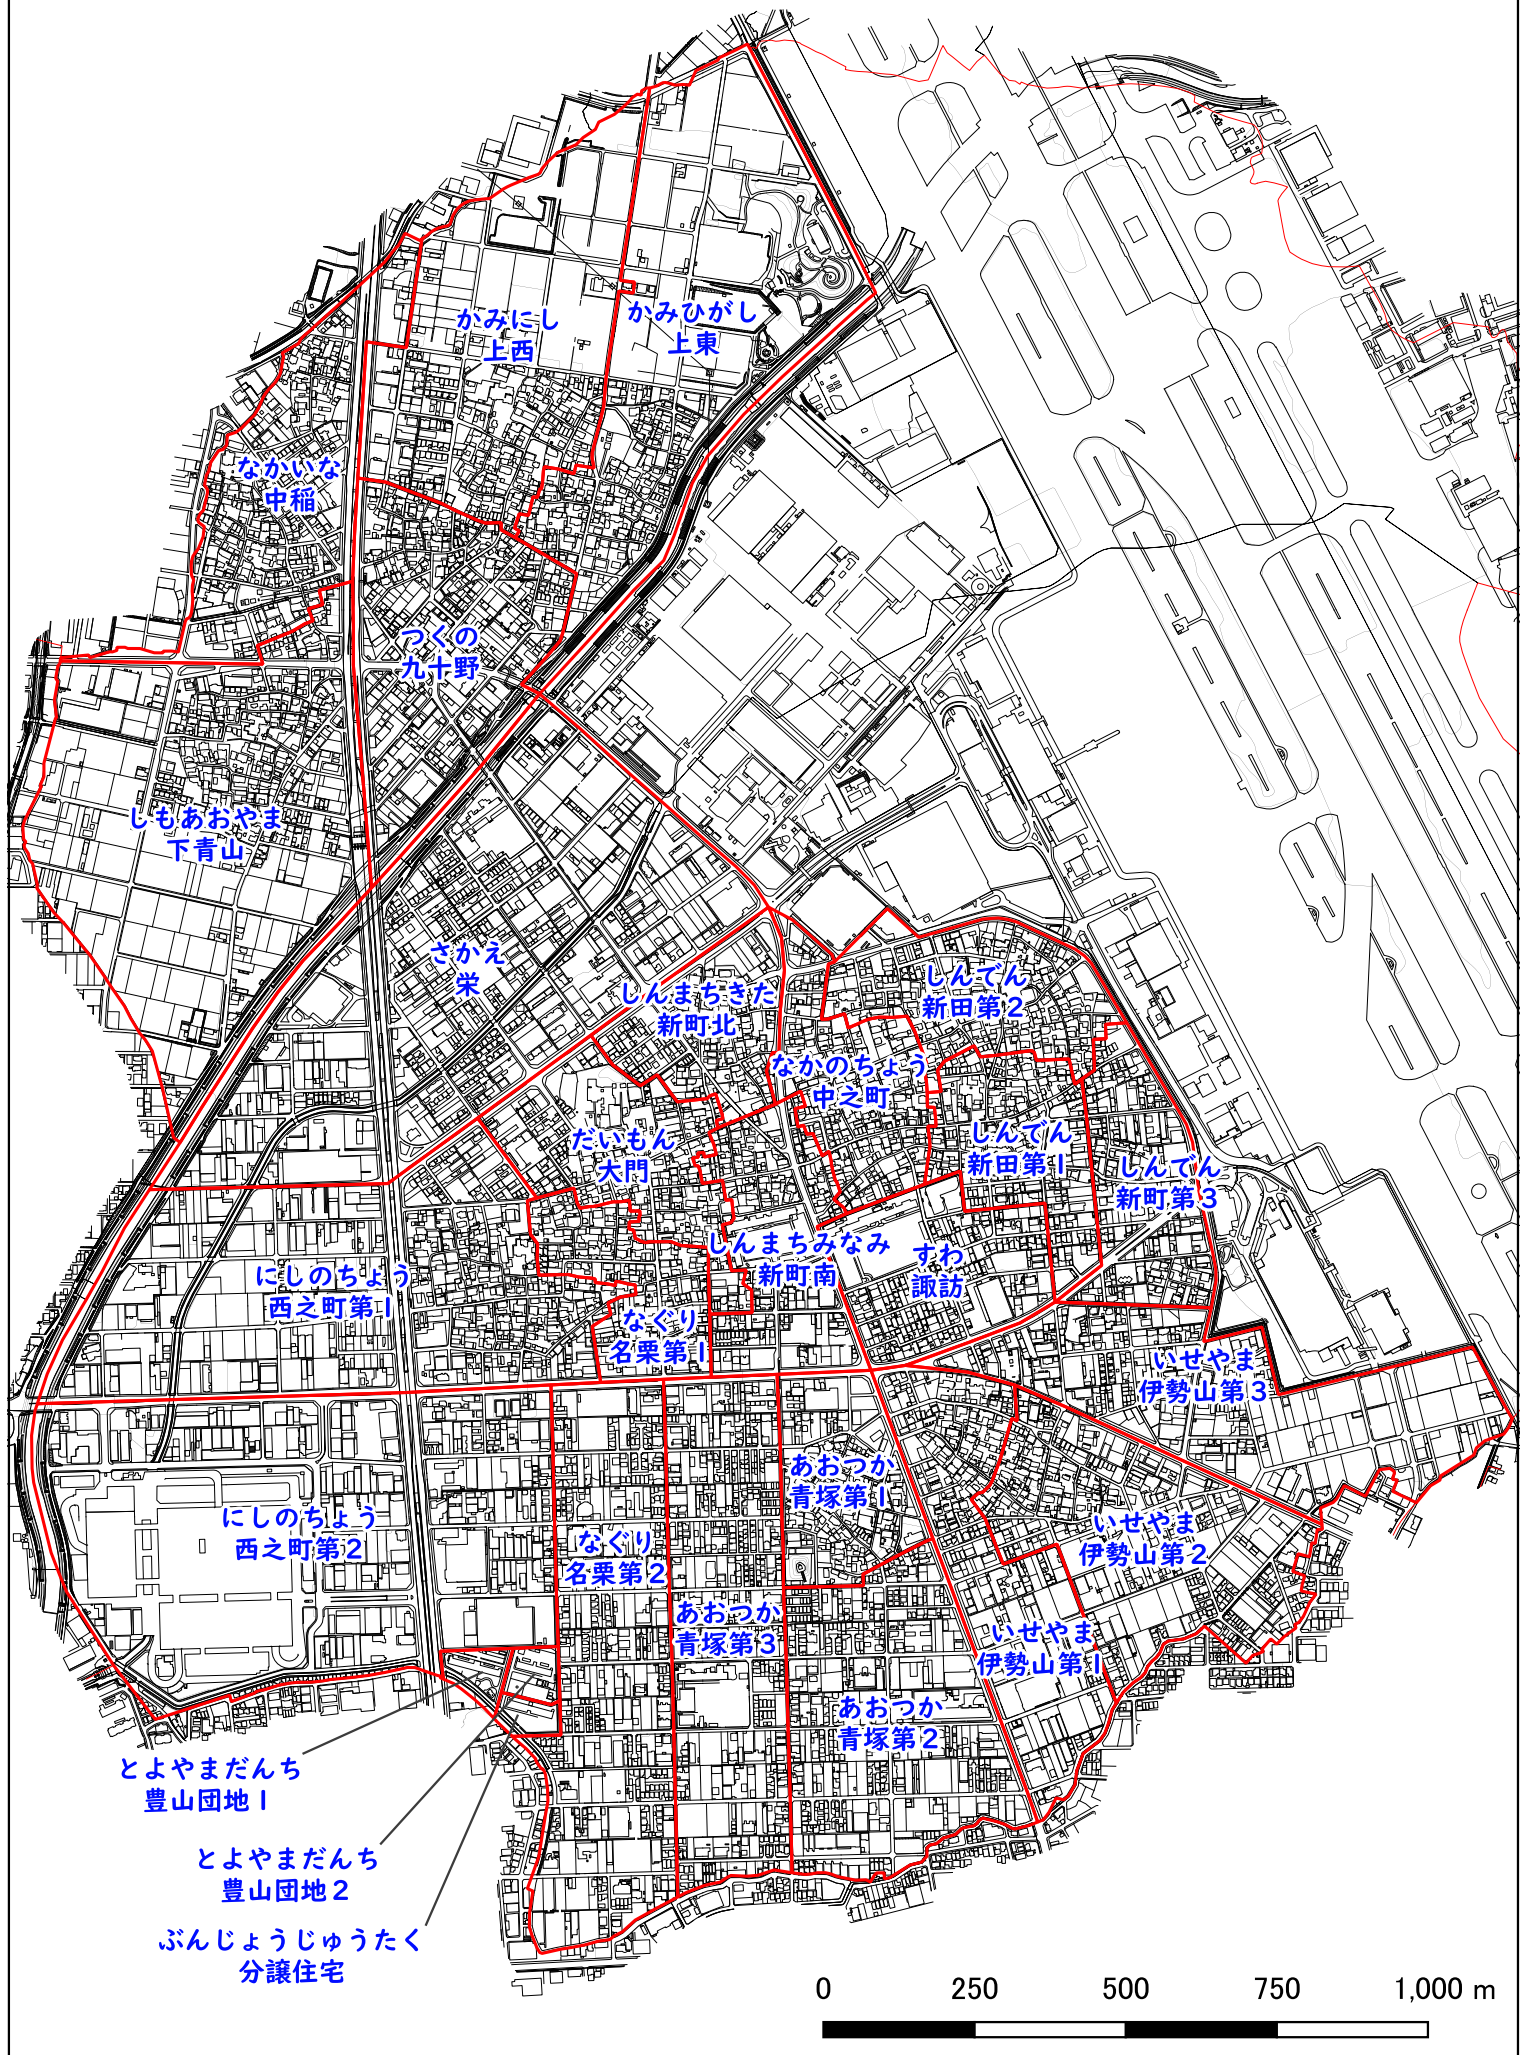 かみにし
上西
かみひがし
上東
なかいな
中稲
つくの
九十野
しもあおやま
下青山
さかえ
栄
しんまちきた
新町北
しんでん
新田第２
なかのちょう
中之町
だいもん
大門
しんでん
新田第１
しんでん
新町第３
しんまちみなみ
新町南
すわ
諏訪
にしのちょう
西之町第１
なぐり
名栗第１
いせやま
伊勢山第３
あおつか
青塚第１
にしのちょう
西之町第２
なぐり
名栗第２
いせやま
伊勢山第２
あおつか
青塚第３
いせやま
伊勢山第１
あおつか
青塚第２
とよやまだんち
豊山団地１
とよやまだんち
豊山団地２
ぶんじょうじゅうたく
分譲住宅
0 250 500 750 1,000 m